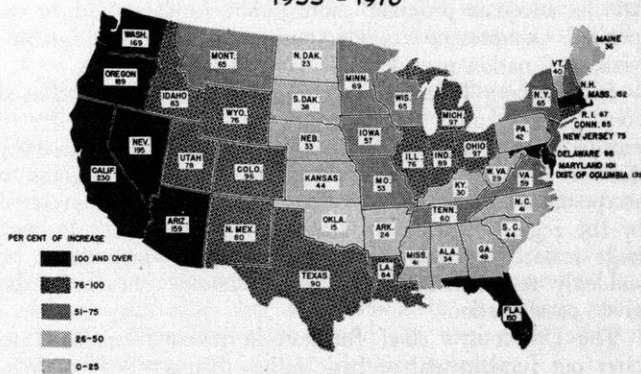 WASH.
169
OREGON
189
CALIF.
230
NEV.
195
IDAHO
63
MONT.
65
WYO.
76
UTAH
78
COLO.
96
ARIZ.
159
N. MEX.
80
N. DAK.
23
S. DAK.
38
NEB.
33
KANSAS
44
OKLA.
15
TEXAS
90
MINN.
69
IOWA
57
MO.
53
ARK.
24
LA.
84
WIS.
65
ILL.
76
MICH.
97
IND.
89
OHIO
97
KY.
30
TENN.
60
MISS.
41
ALA.
34
GA.
49
FLA.
150
S. C.
44
N. C.
41
VA.
59
W. VA.
29
PA.
42
N. Y.
65
VT.
40
MAINE
36
N. H.
MASS. 152
R. I. 67
CONN. 85
NEW JERSEY 75
DELAWARE
MARYLAND 101
DIST. OF COLUMBIA
PER CENT OF INCREASE
100 AND OVER
76-100
51-75
26-50
0-25